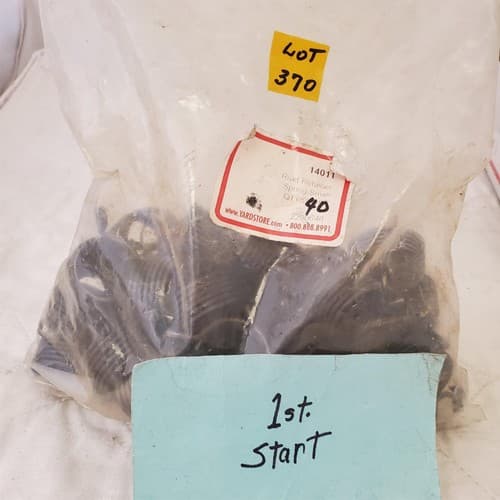 LOT
370
14011
Rivet Retainer
Spring Small
QTY
40
www.YARDSTORE.com • 800.888.8991
1st.
Start